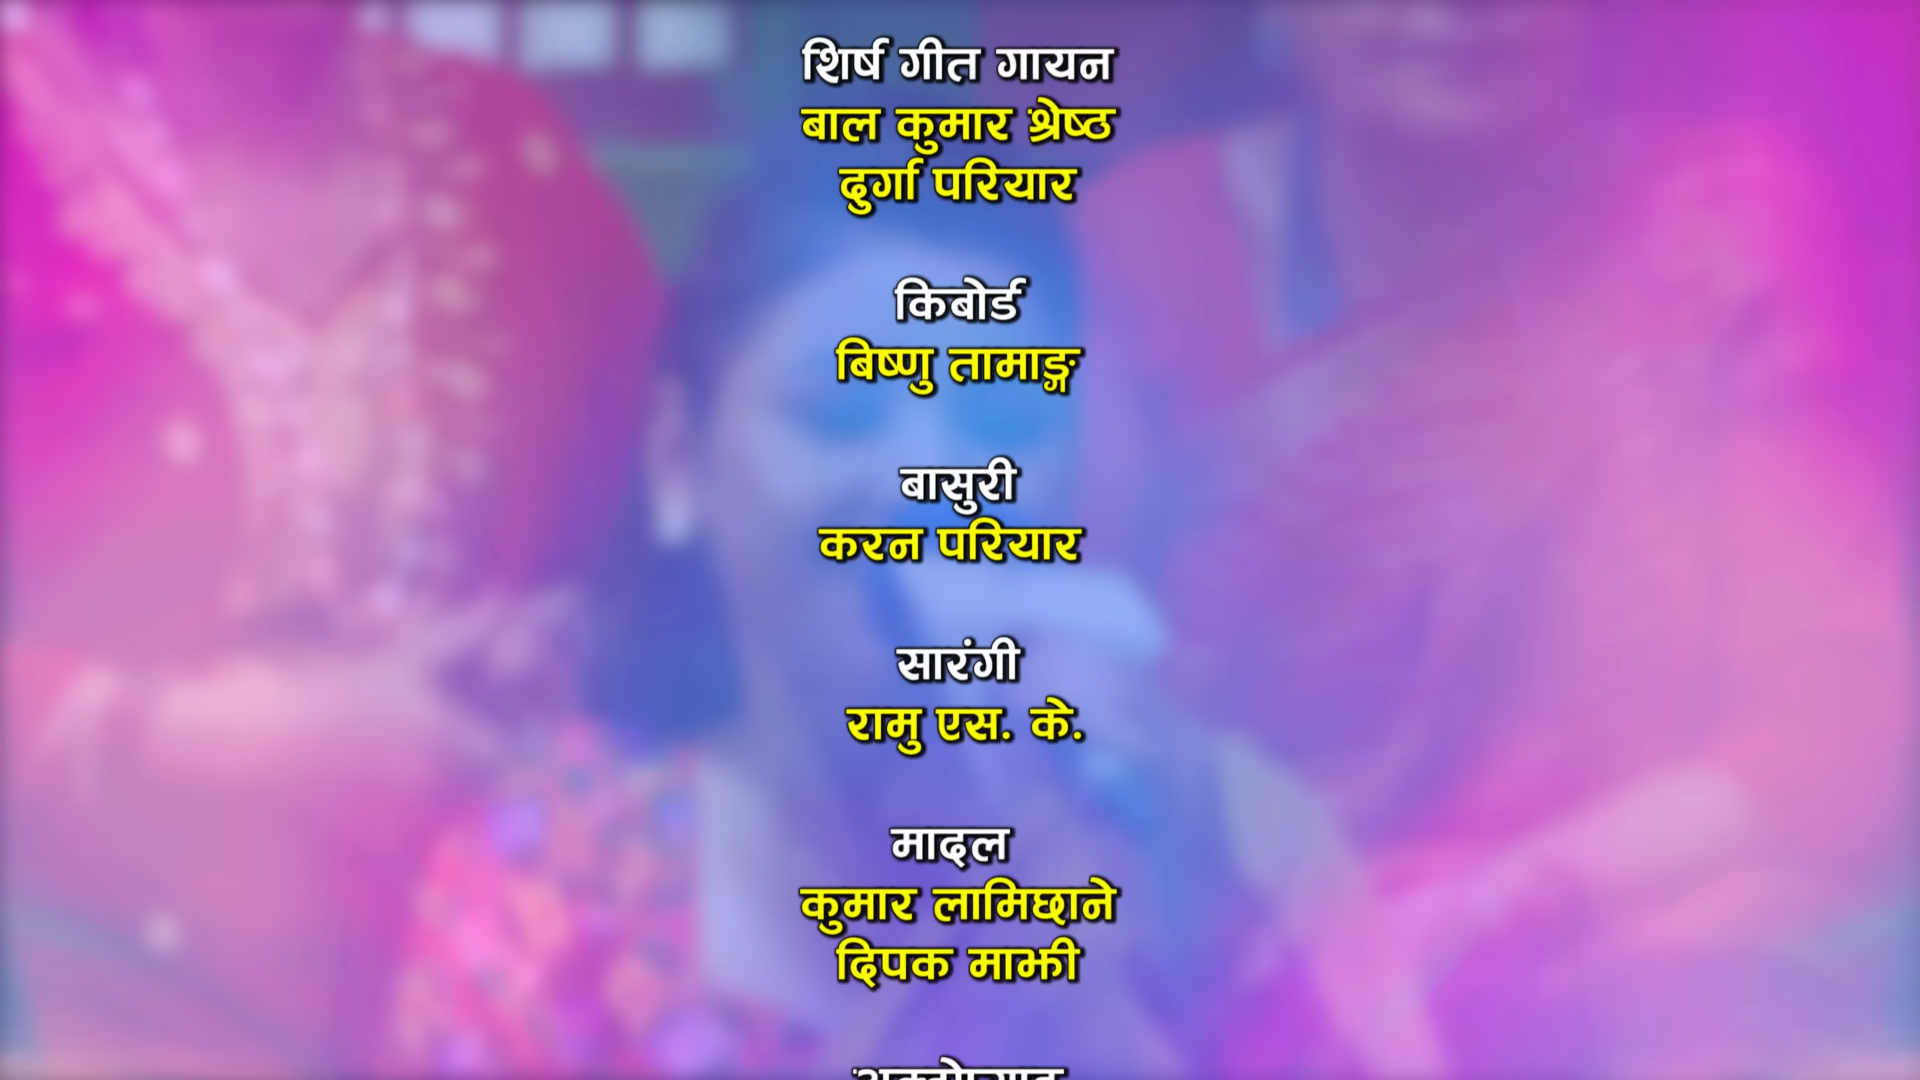 शिर्ष गीत गायन
बाल कुमार श्रेष्ठ
दुर्गा परियार
किबोर्ड
बिष्णु तामाङ्ग
बासुरी
करन परियार
सारंगी
रामु एस. के.
मादल
कुमार लामिछाने
दिपक माझी